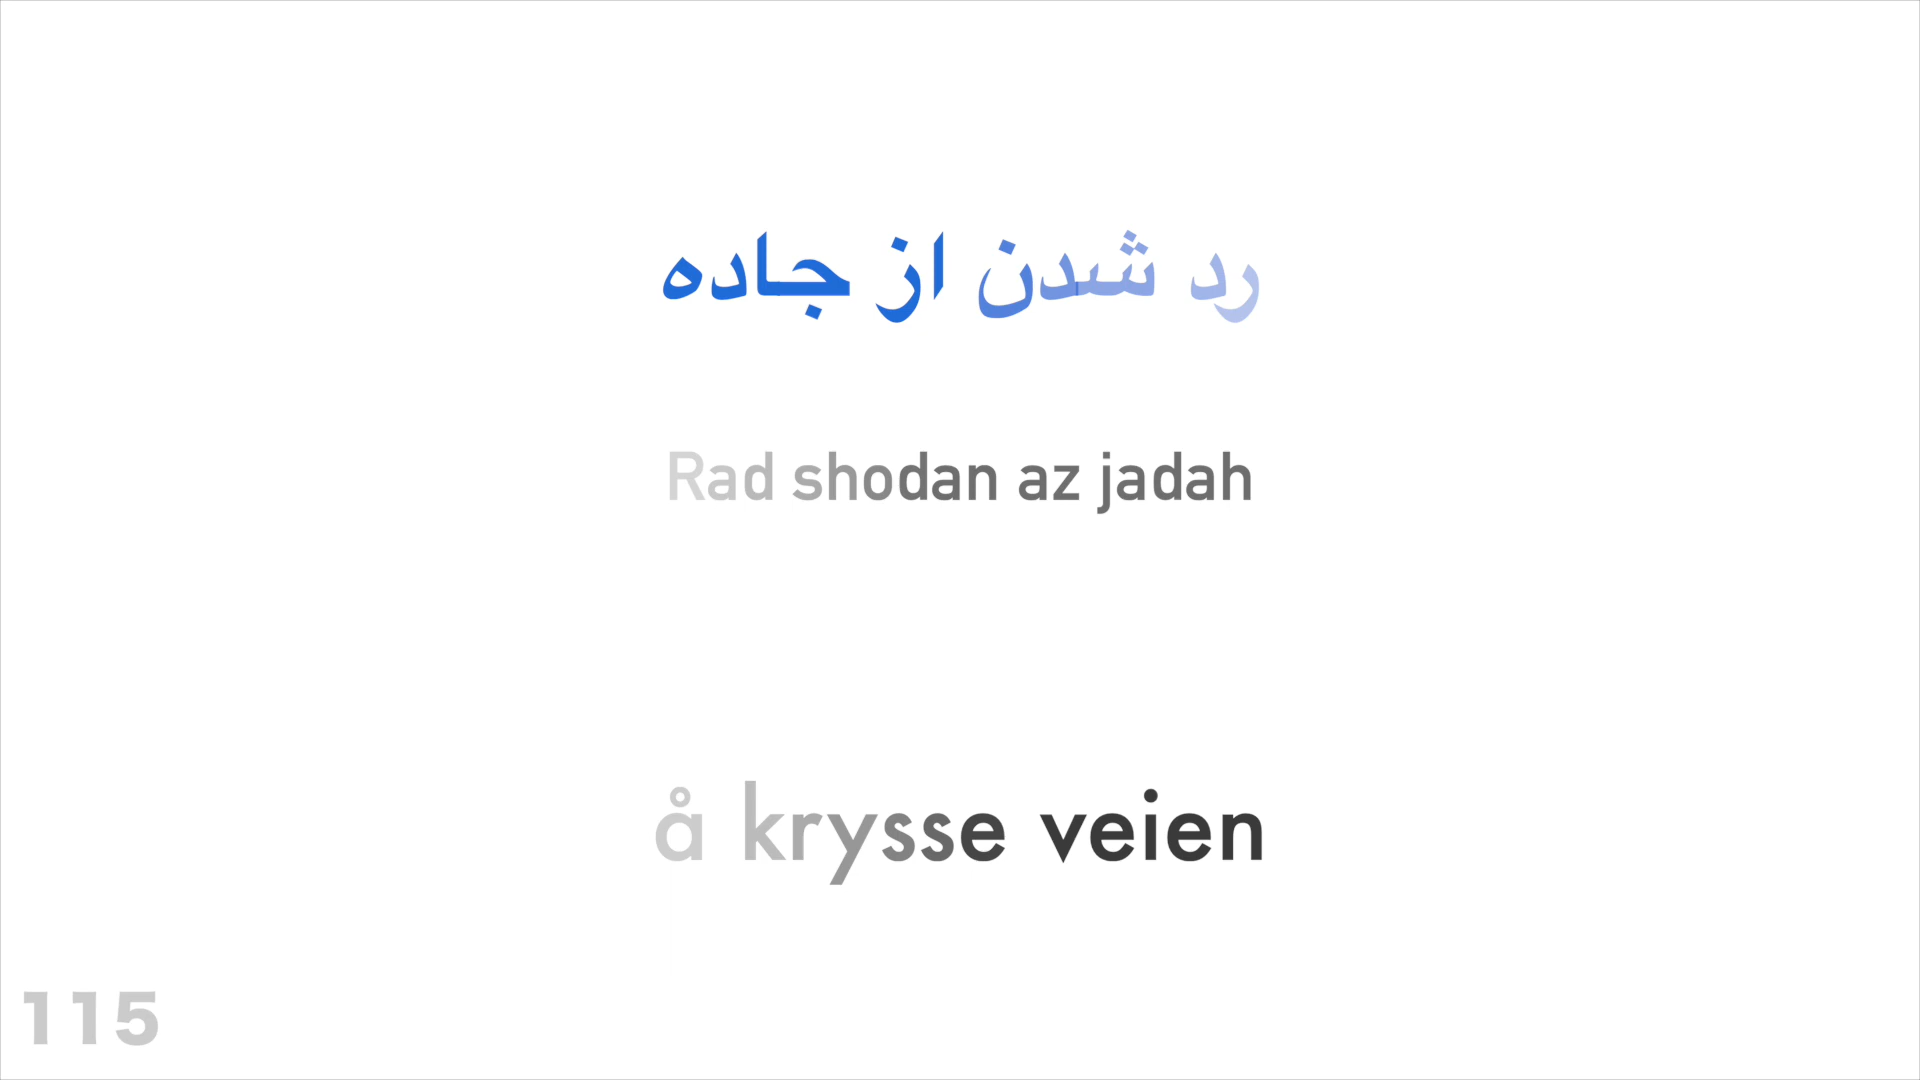 رد شدن از جاده
Rad shodan az jadah
å krysse veien
115